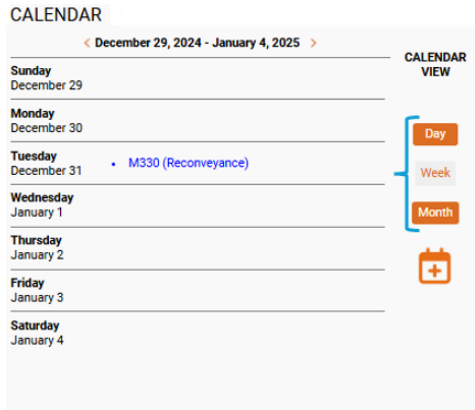 CALENDAR
< December 29, 2024 - January 4, 2025 >
CALENDAR
VIEW
Sunday
December 29
Monday
December 30
Tuesday
December 31
• M330 (Reconveyance)
Wednesday
January 1
Thursday
January 2
Friday
January 3
Saturday
January 4
Day
Week
Month